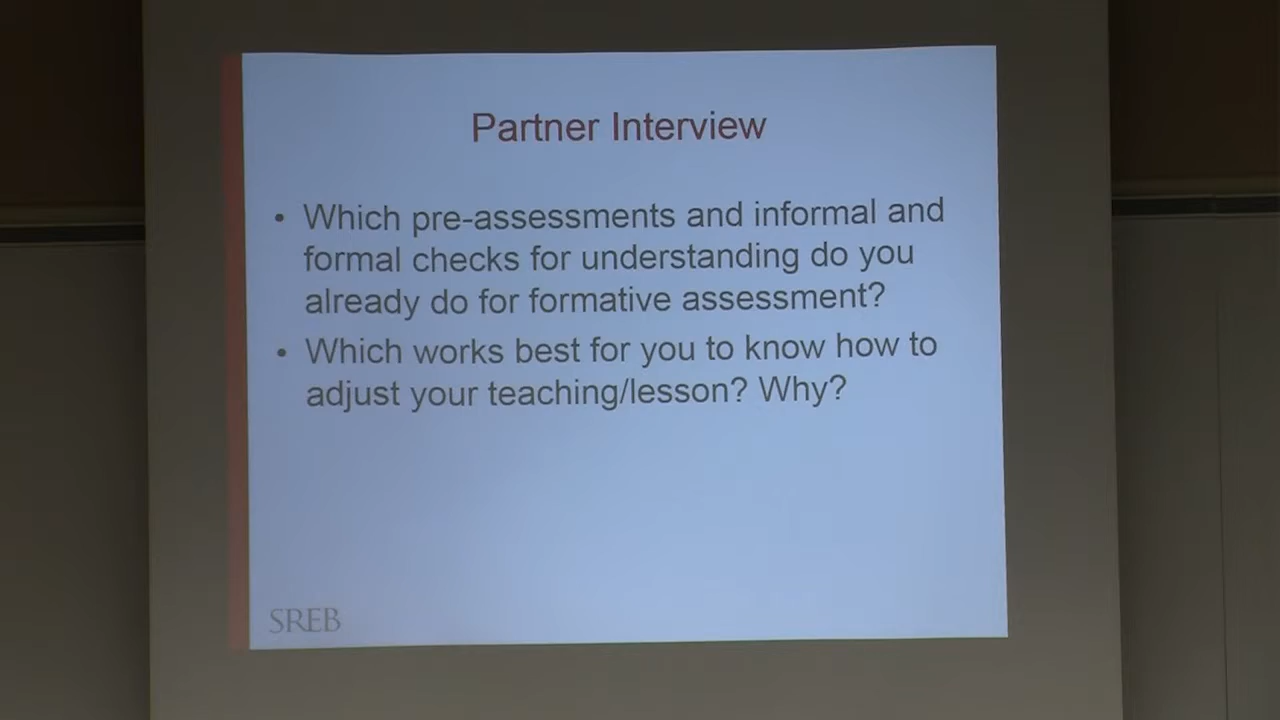 Partner Interview
• Which pre-assessments and informal and
formal checks for understanding do you
already do for formative assessment?
• Which works best for you to know how to
adjust your teaching/lesson? Why?
SREB